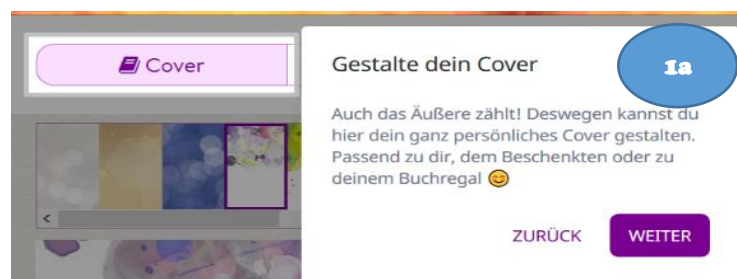 Cover
Gestalte dein Cover
1a
Auch das Äußere zählt! Deswegen kannst du
hier dein ganz persönliches Cover gestalten.
Passend zu dir, dem Beschenkten oder zu
deinem Buchregal 😊
ZURÜCK
WEITER